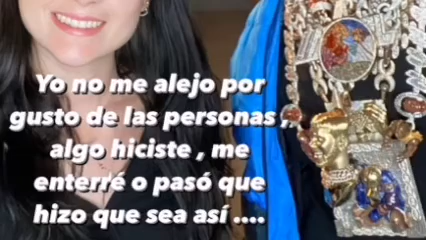 Yo no me alejo por
gusto de las personas ,
algo hiciste , me
enterré o pasó que
hizo que sea así ....